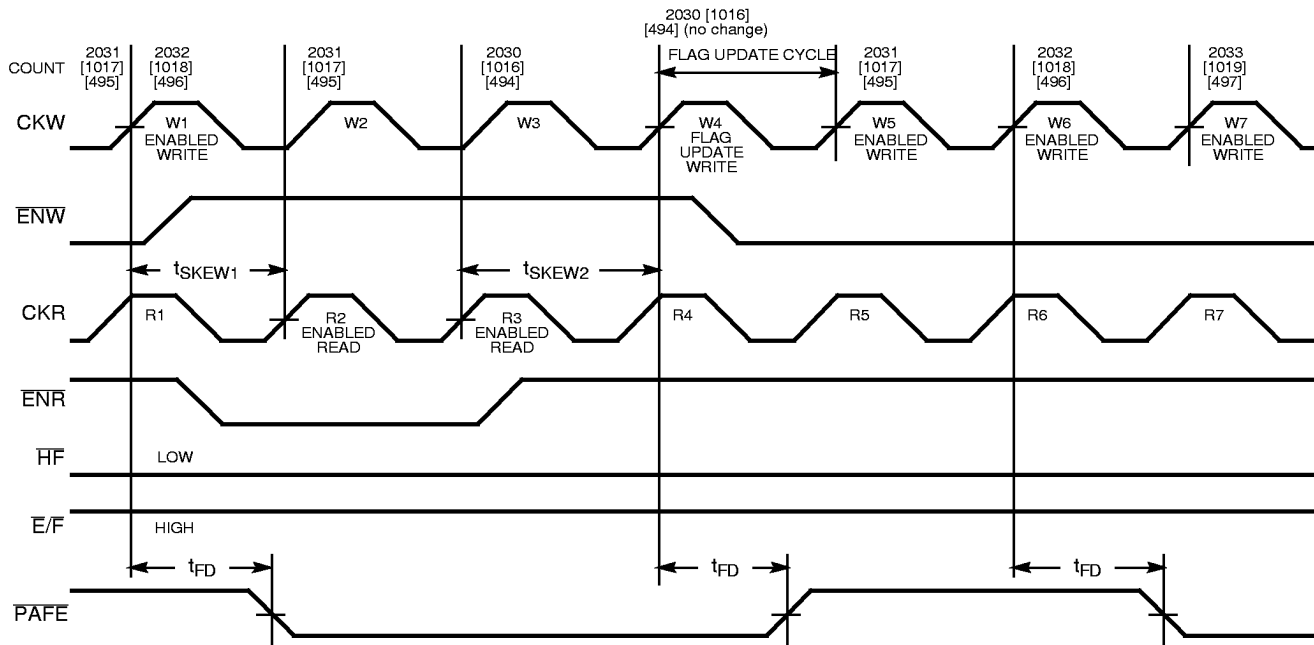 2030 [1016]
[494] (no change)
COUNT
2031
[1017]
[495]
2032
[1018]
[496]
2031
[1017]
[495]
2030
[1016]
[494]
FLAG UPDATE CYCLE
2031
[1017]
[495]
2032
[1018]
[496]
2033
[1019]
[497]
CKW
W1
ENABLED
WRITE
W2
W3
W4
FLAG
UPDATE
WRITE
W5
ENABLED
WRITE
W6
ENABLED
WRITE
W7
ENABLED
WRITE
ENW
tSKEW1
tSKEW2
CKR
R1
R2
ENABLED
READ
R3
ENABLED
READ
R4
R5
R6
R7
ENR
HF
LOW
E/F
HIGH
tFD
tFD
tFD
PAFE